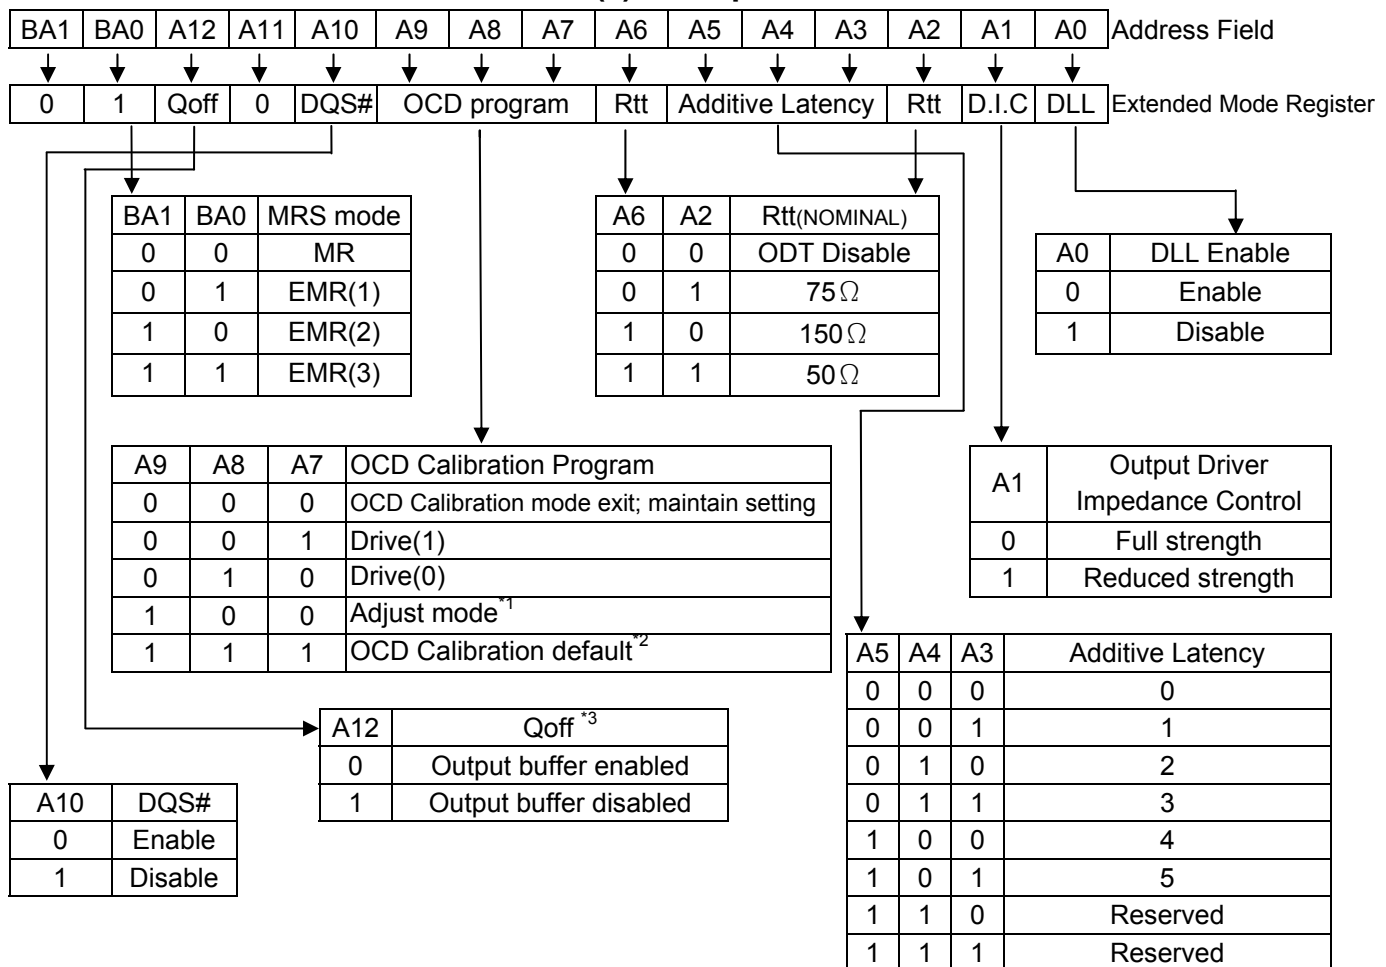 BA1 BA0 A12 A11 A10 A9 A8 A7 A6 A5 A4 A3 A2 A1 A0 Address Field
0 1 Qoff 0 DQS# OCD program Rtt Additive Latency Rtt D.I.C DLL Extended Mode Register
BA1 BA0 MRS mode
0 0 MR
0 1 EMR(1)
1 0 EMR(2)
1 1 EMR(3)
A6 A2 Rtt(NOMINAL)
0 0 ODT Disable
0 1 75Ω
1 0 150Ω
1 1 50Ω
A0 DLL Enable
0 Enable
1 Disable
A9 A8 A7 OCD Calibration Program
0 0 0 OCD Calibration mode exit; maintain setting
0 0 1 Drive(1)
0 1 0 Drive(0)
1 0 0 Adjust mode*1
1 1 1 OCD Calibration default*2
A1 Output Driver
Impedance Control
0 Full strength
1 Reduced strength
A5 A4 A3 Additive Latency
0 0 0 0
0 0 1 1
0 1 0 2
0 1 1 3
1 0 0 4
1 0 1 5
1 1 0 Reserved
1 1 1 Reserved
A12 Qoff *3
0 Output buffer enabled
1 Output buffer disabled
A10 DQS#
0 Enable
1 Disable